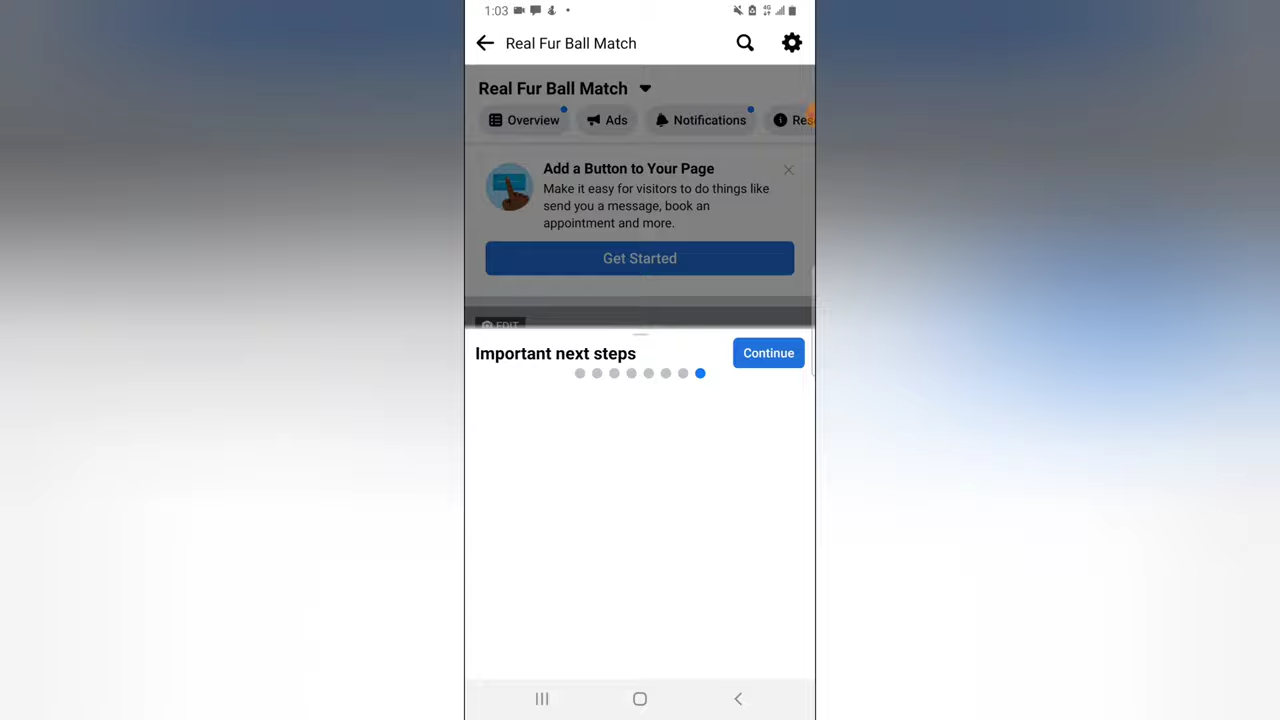 1:03
4G
Real Fur Ball Match
Real Fur Ball Match
Overview
Ads
Notifications
Res
Add a Button to Your Page
Make it easy for visitors to do things like
send you a message, book an
appointment and more.
Get Started
EDIT
Important next steps
Continue